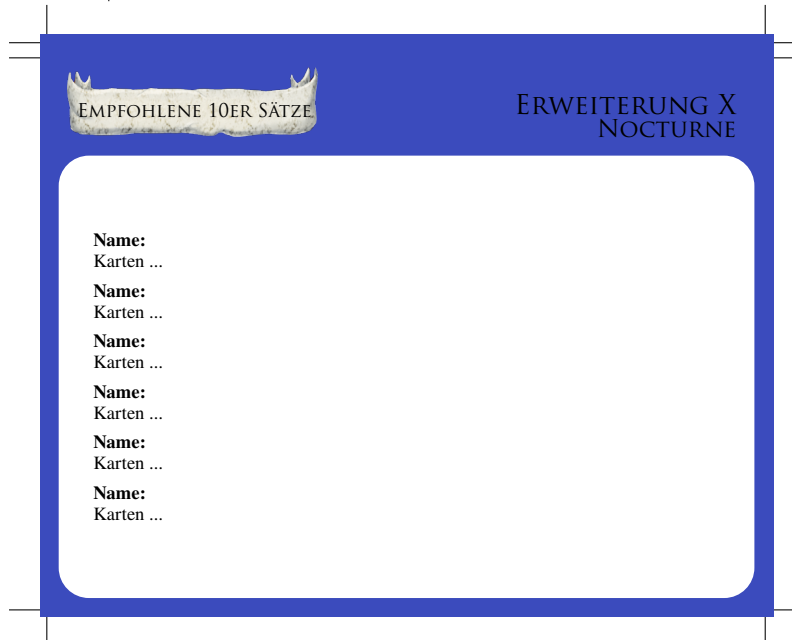 Empfohlene 10er Sätze
Erweiterung X
Nocturne
Name:
Karten ...
Name:
Karten ...
Name:
Karten ...
Name:
Karten ...
Name:
Karten ...
Name:
Karten ...